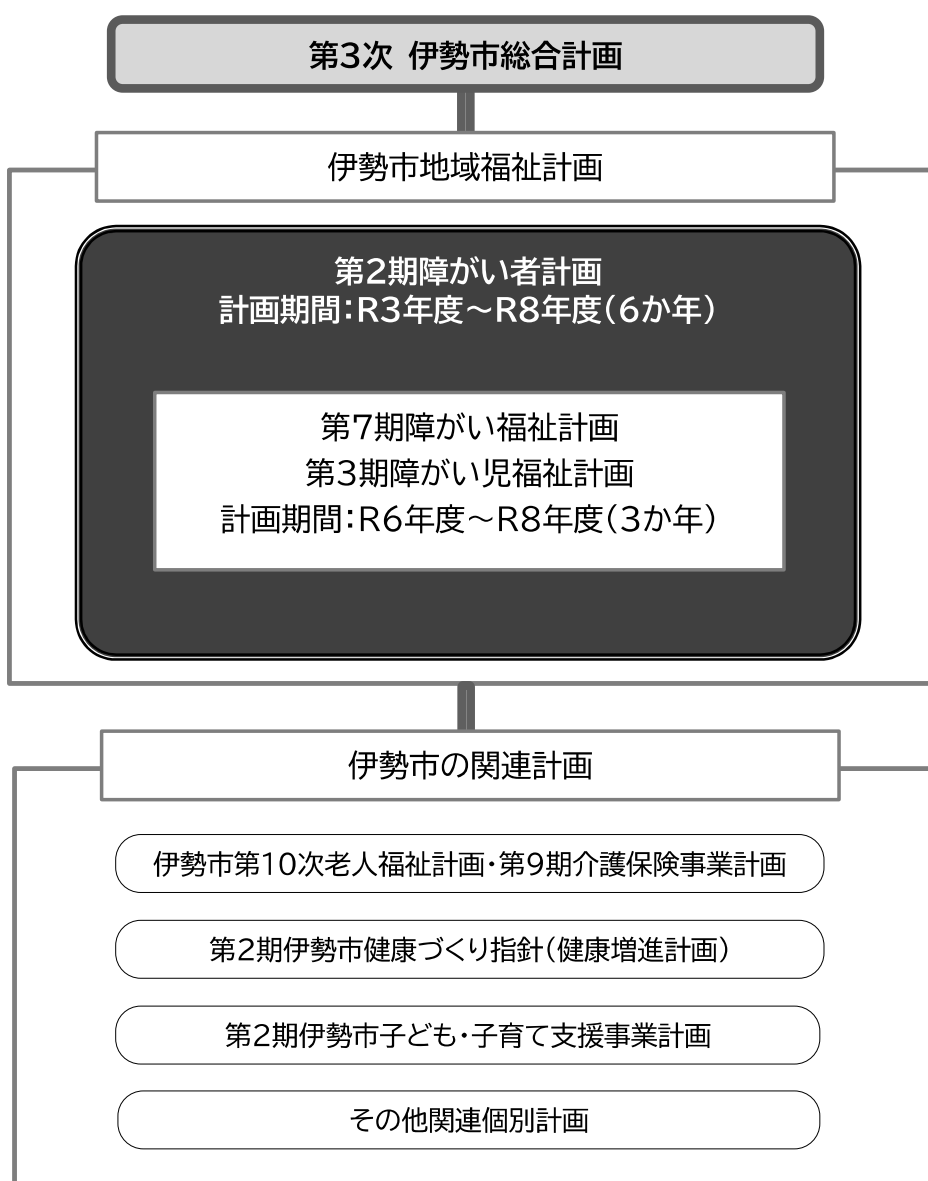 第3次 伊勢市総合計画
伊勢市地域福祉計画
第2期障がい者計画
計画期間：R3年度～R8年度（6か年）
第7期障がい福祉計画
第3期障がい児福祉計画
計画期間：R6年度～R8年度（3か年）
伊勢市の関連計画
伊勢市第10次老人福祉計画・第9期介護保険事業計画
第2期伊勢市健康づくり指針（健康増進計画）
第2期伊勢市子ども・子育て支援事業計画
その他関連個別計画